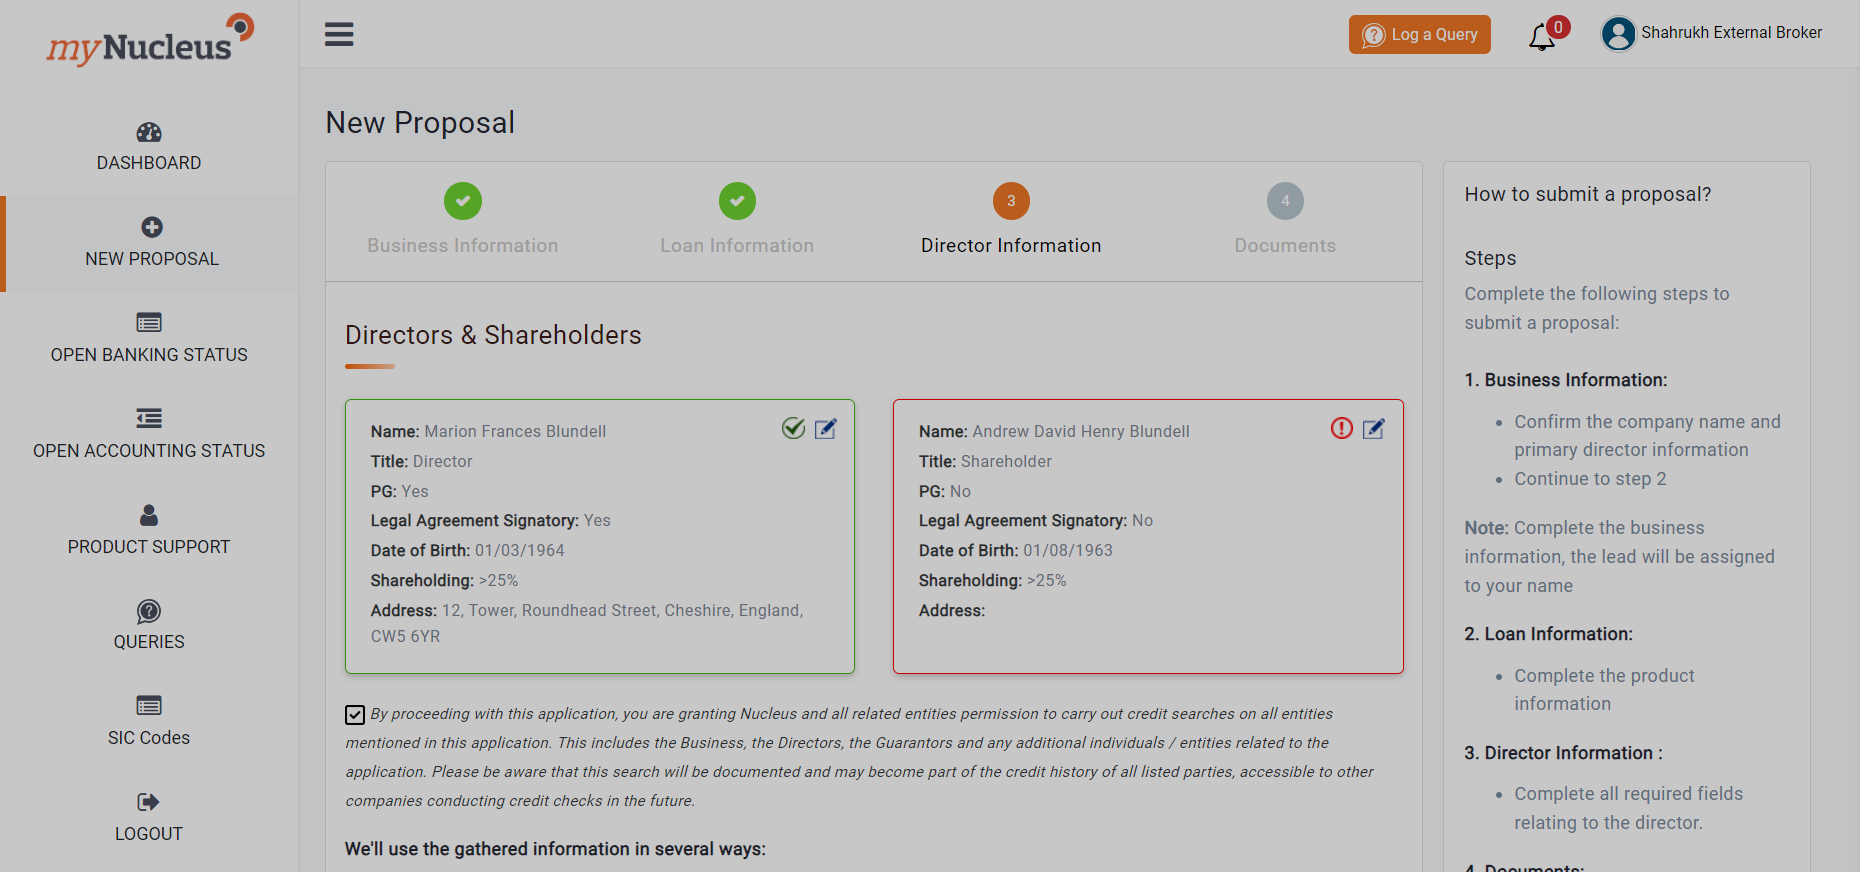 myNucleus
Log a Query
0
Shahrukh External Broker
DASHBOARD
NEW PROPOSAL
OPEN BANKING STATUS
OPEN ACCOUNTING STATUS
PRODUCT SUPPORT
QUERIES
SIC Codes
LOGOUT
New Proposal
3
4
Business Information
Loan Information
Director Information
Documents
Directors & Shareholders
Name: Marion Frances Blundell
Title: Director
PG: Yes
Legal Agreement Signatory: Yes
Date of Birth: 01/03/1964
Shareholding: >25%
Address: 12, Tower, Roundhead Street, Cheshire, England,
CW5 6YR
Name: Andrew David Henry Blundell
Title: Shareholder
PG: No
Legal Agreement Signatory: No
Date of Birth: 01/08/1963
Shareholding: >25%
Address:
By proceeding with this application, you are granting Nucleus and all related entities permission to carry out credit searches on all entities
mentioned in this application. This includes the Business, the Directors, the Guarantors and any additional individuals / entities related to the
application. Please be aware that this search will be documented and may become part of the credit history of all listed parties, accessible to other
companies conducting credit checks in the future.
We'll use the gathered information in several ways:
How to submit a proposal?
Steps
Complete the following steps to
submit a proposal:
1. Business Information:
• Confirm the company name and
primary director information
• Continue to step 2
Note: Complete the business
information, the lead will be assigned
to your name
2. Loan Information:
• Complete the product
information
3. Director Information :
• Complete all required fields
relating to the director.
4. Documents: